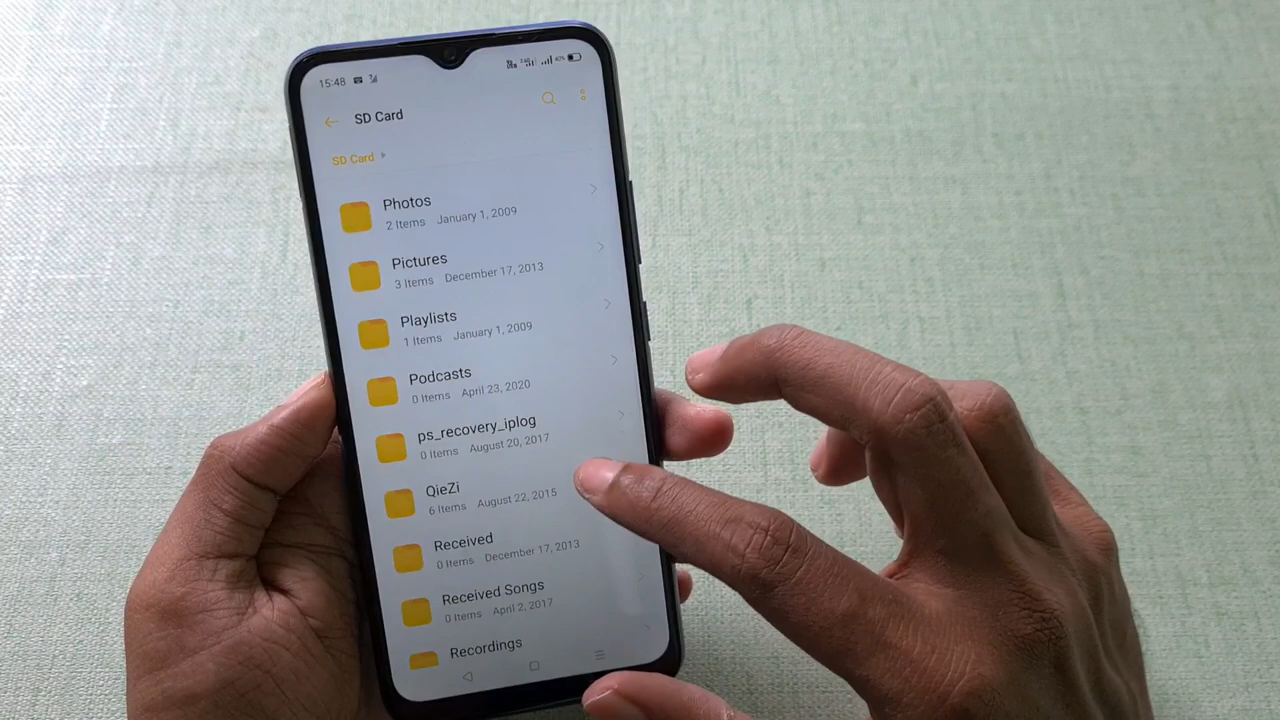 15:48
40%
SD Card
SD Card
Photos
2 Items January 1, 2009
Pictures
3 Items December 17, 2013
Playlists
1 Items January 1, 2009
Podcasts
0 Items April 23, 2020
ps_recovery_iplog
0 Items August 20, 2017
QieZi
6 Items August 22, 2015
Received
0 Items December 17, 2013
Received Songs
0 Items April 2, 2017
Recordings